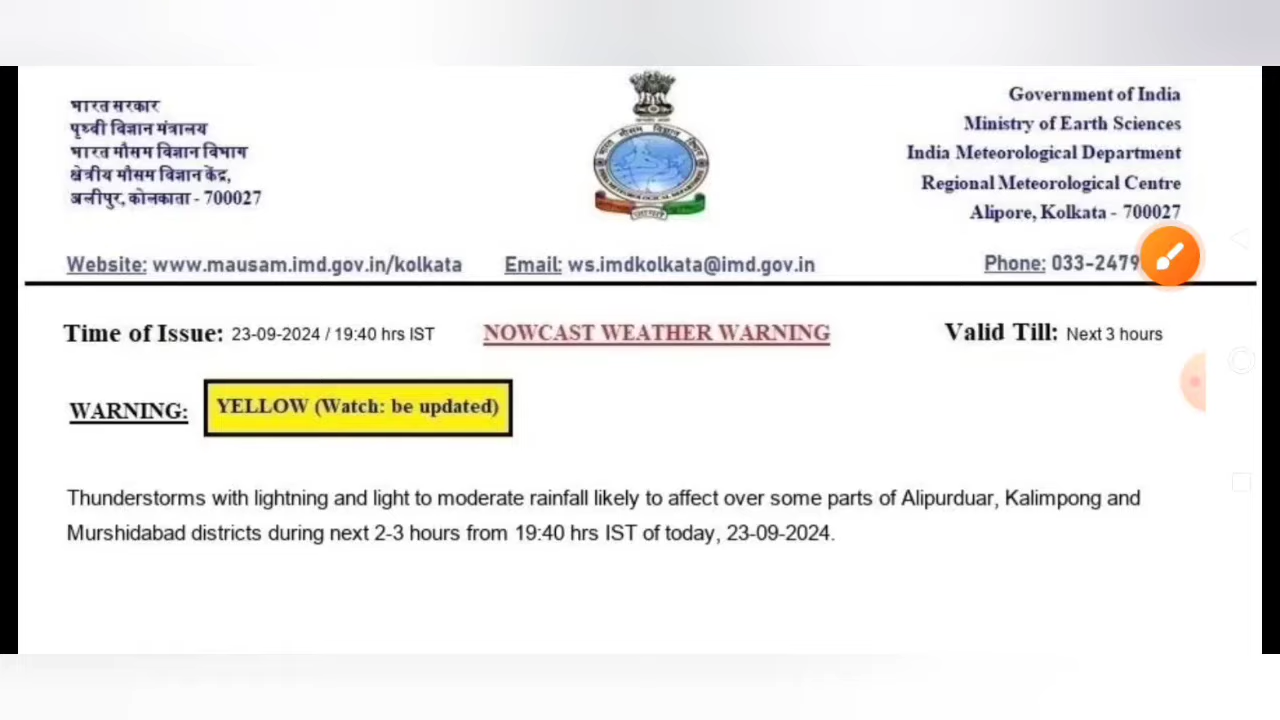 भारत सरकार
पृथ्वी विज्ञान मंत्रालय
भारत मौसम विज्ञान विभाग
क्षेत्रीय मौसम विज्ञान केंद्र,
अलीपुर, कोलकाता - 700027
Government of India
Ministry of Earth Sciences
India Meteorological Department
Regional Meteorological Centre
Alipore, Kolkata - 700027
Website: www.mausam.imd.gov.in/kolkata Email: ws.imdkolkata@imd.gov.in Phone: 033-2479
Time of Issue: 23-09-2024 / 19:40 hrs IST NOWCAST WEATHER WARNING Valid Till: Next 3 hours
WARNING: YELLOW (Watch: be updated)
Thunderstorms with lightning and light to moderate rainfall likely to affect over some parts of Alipurduar, Kalimpong and
Murshidabad districts during next 2-3 hours from 19:40 hrs IST of today, 23-09-2024.